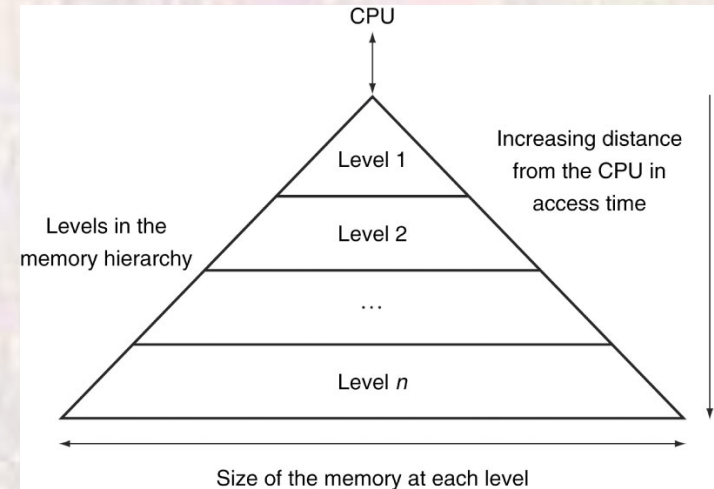 CPU
Level 1
Increasing distance
from the CPU in
access time
Levels in the
memory hierarchy
Level 2
...
Level n
Size of the memory at each level